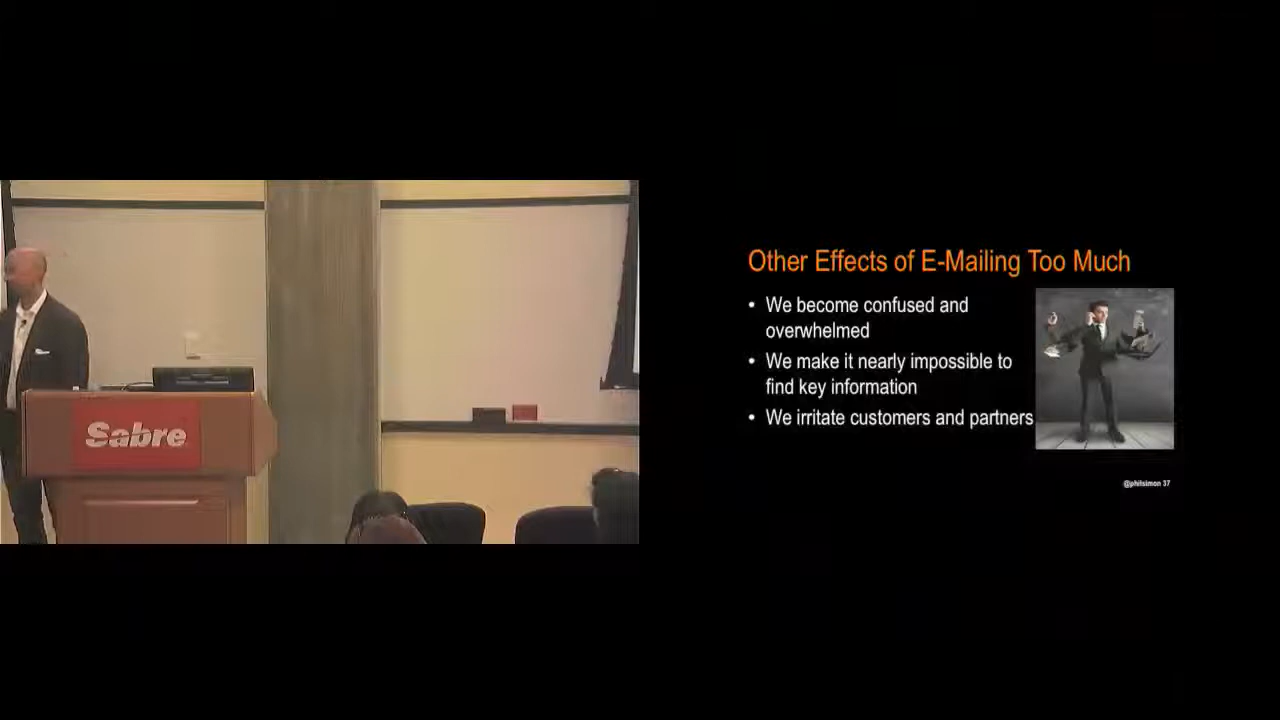 Sabre
Other Effects of E-Mailing Too Much
• We become confused and
overwhelmed
• We make it nearly impossible to
find key information
• We irritate customers and partners
@philsimon 37